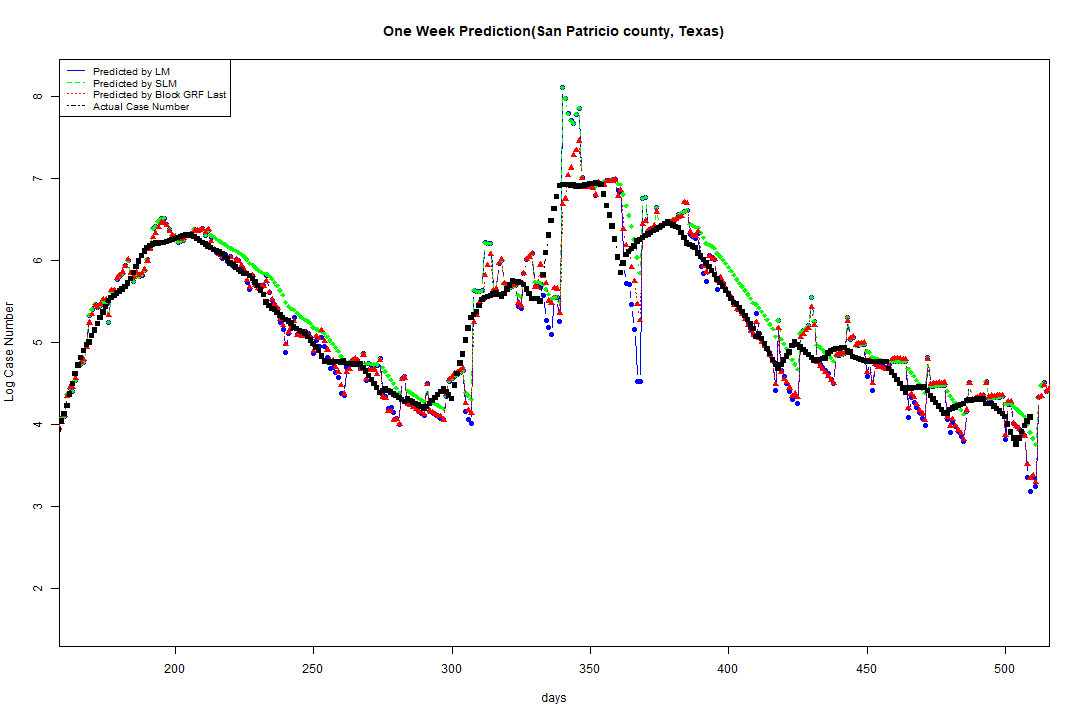 One Week Prediction(San Patricio county, Texas)
Predicted by LM
Predicted by SLM
Predicted by Block GRF Last
Actual Case Number
8
7
6
5
4
3
2
Log Case Number
200 250 300 350 400 450 500
days